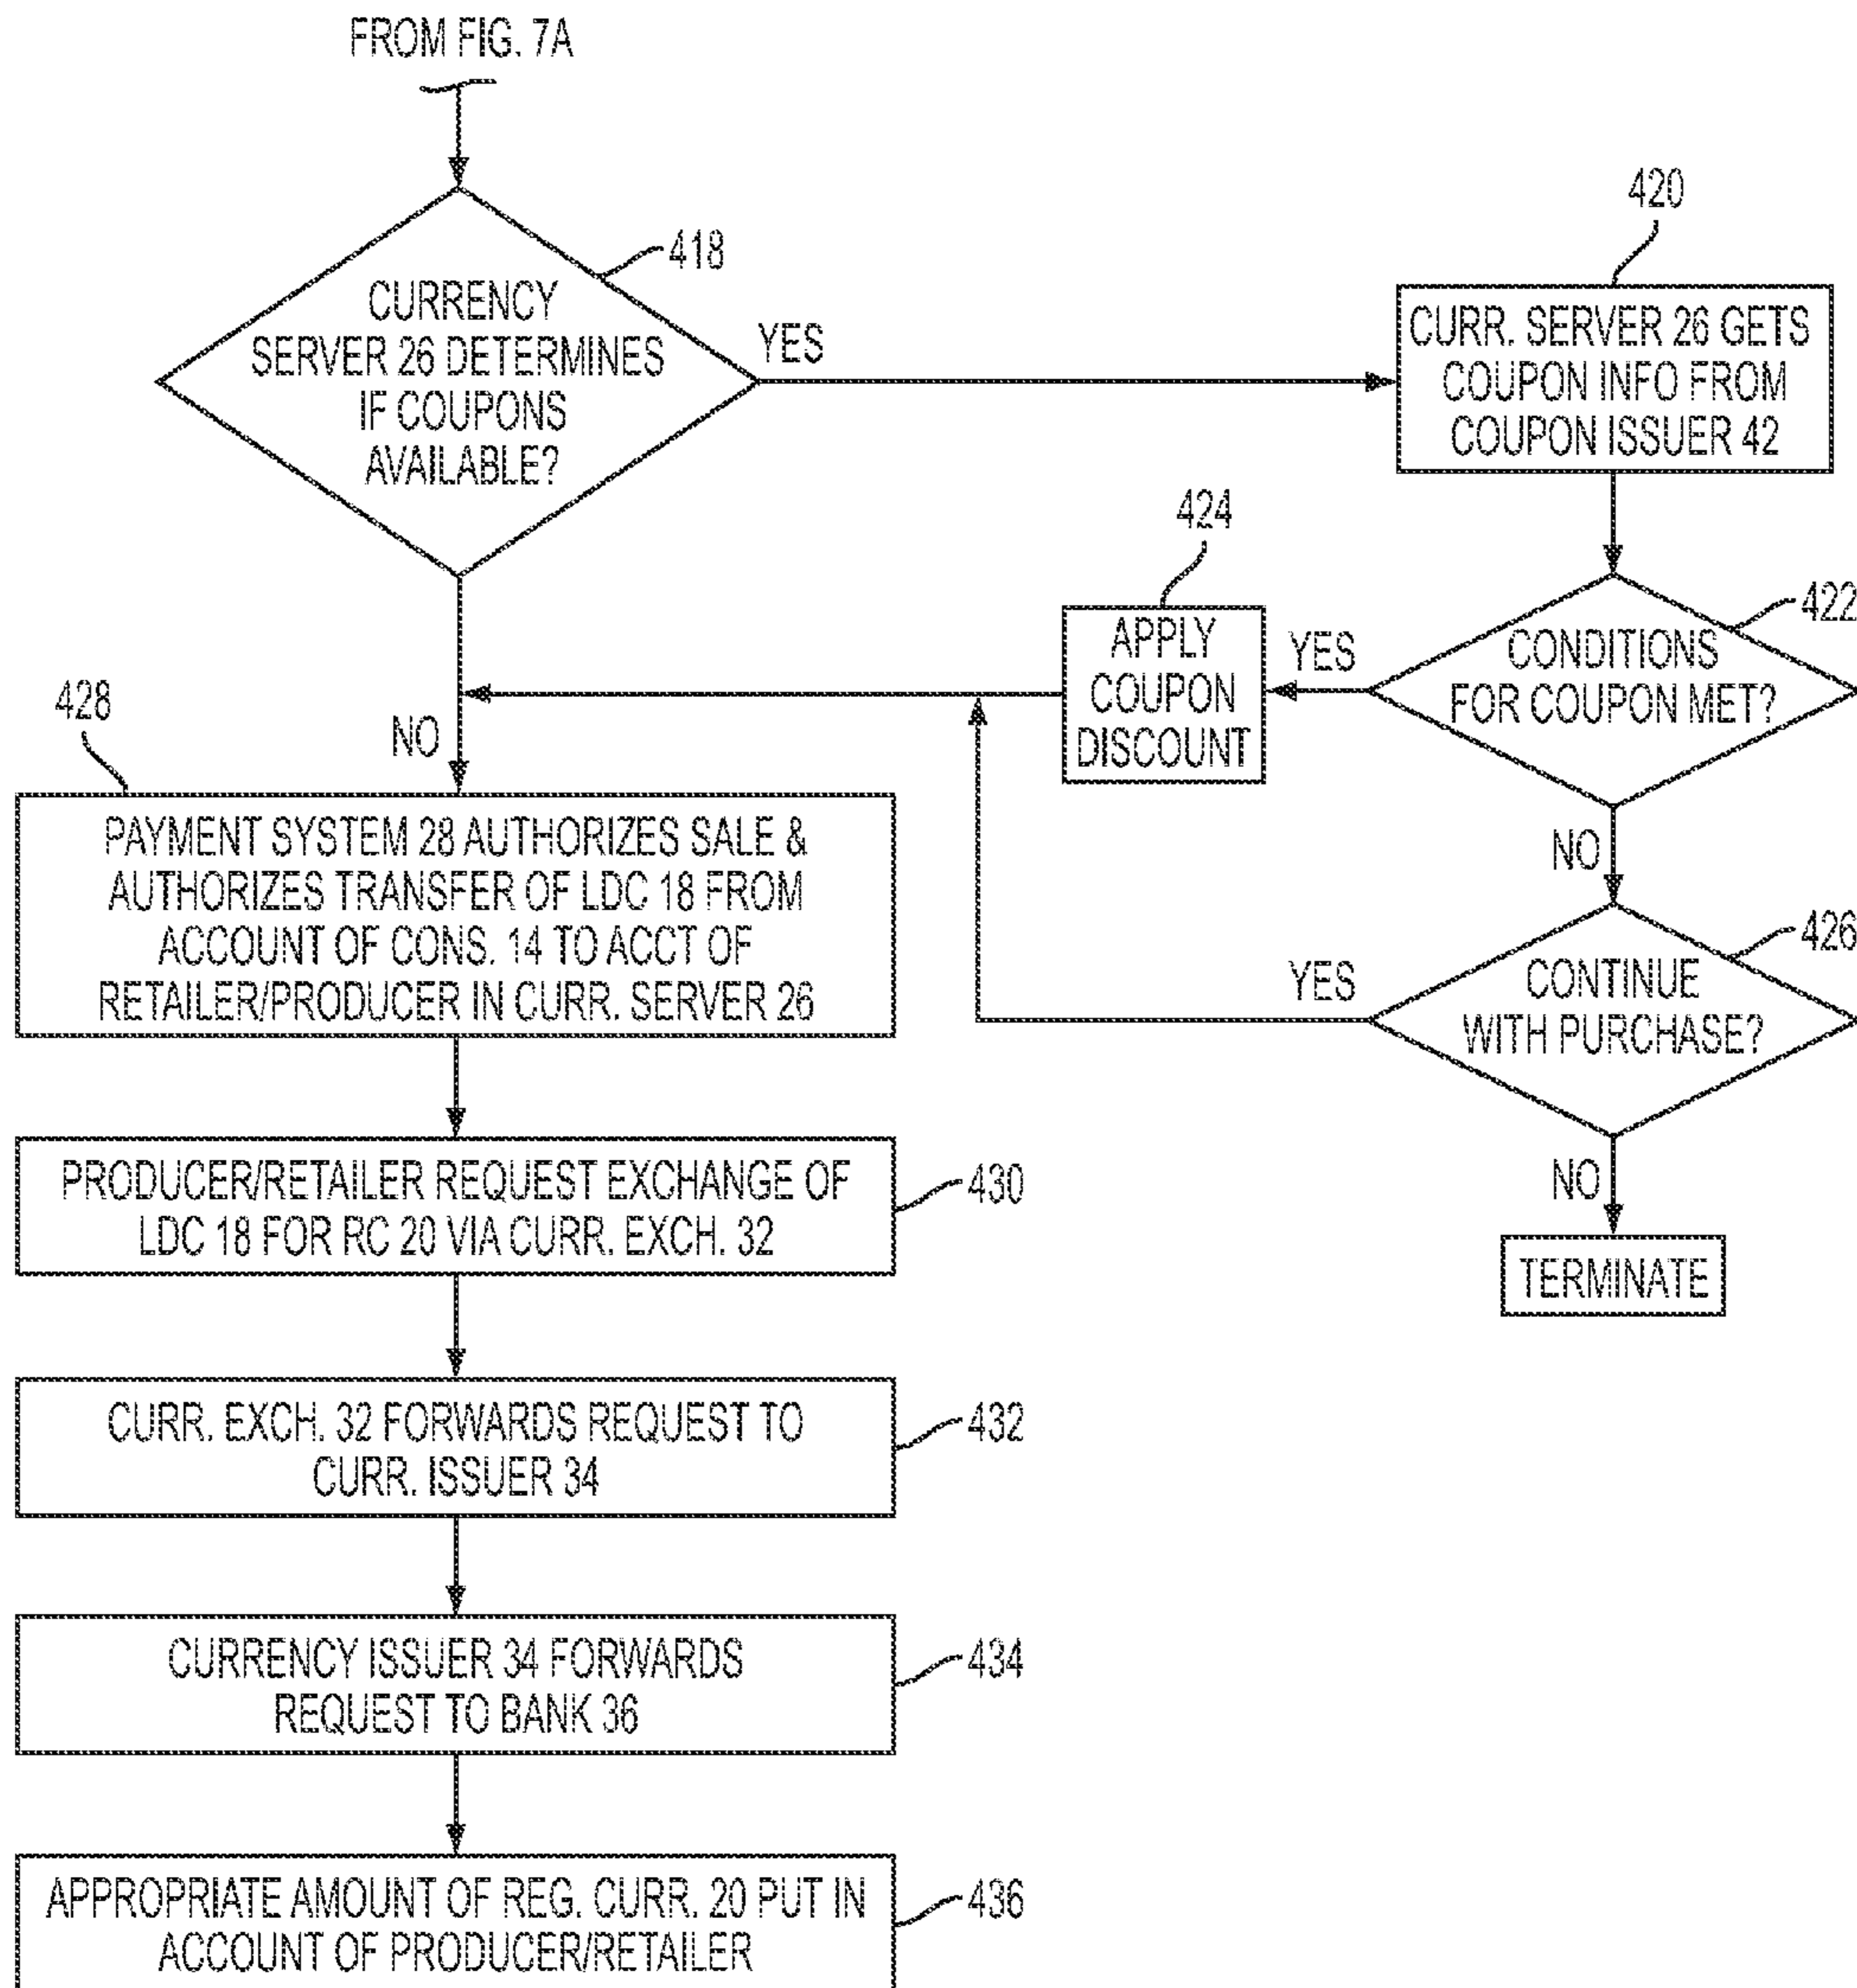 FROM FIG. 7A
418
CURRENCY
SERVER 26 DETERMINES
IF COUPONS
AVAILABLE?
YES
420
CURR. SERVER 26 GETS
COUPON INFO FROM
COUPON ISSUER 42
422
CONDITIONS
FOR COUPON MET?
YES
424
APPLY
COUPON
DISCOUNT
NO
426
CONTINUE
WITH PURCHASE?
YES
NO
TERMINATE
NO
428
PAYMENT SYSTEM 28 AUTHORIZES SALE &
AUTHORIZES TRANSFER OF LDC 18 FROM
ACCOUNT OF CONS. 14 TO ACCT OF
RETAILER/PRODUCER IN CURR. SERVER 26
PRODUCER/RETAILER REQUEST EXCHANGE OF
LDC 18 FOR RC 20 VIA CURR. EXCH. 32
430
CURR. EXCH. 32 FORWARDS REQUEST TO
CURR. ISSUER 34
432
CURRENCY ISSUER 34 FORWARDS
REQUEST TO BANK 36
434
APPROPRIATE AMOUNT OF REG. CURR. 20 PUT IN
ACCOUNT OF PRODUCER/RETAILER
436